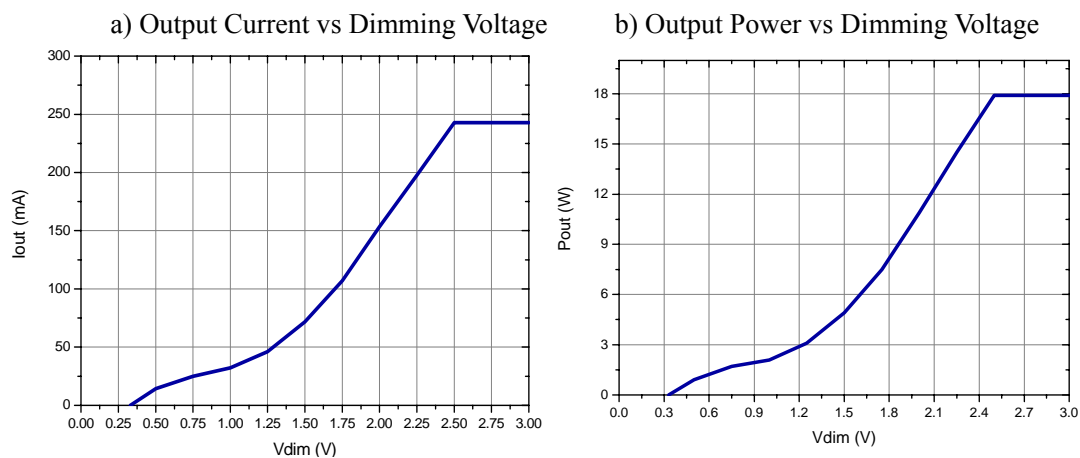 a) Output Current vs Dimming Voltage
300
250
200
150
100
50
0
Iout (mA)
0.00 0.25 0.50 0.75 1.00 1.25 1.50 1.75 2.00 2.25 2.50 2.75 3.00
Vdim (V)
b) Output Power vs Dimming Voltage
18
15
12
9
6
3
0
Pout (W)
0.0 0.3 0.6 0.9 1.2 1.5 1.8 2.1 2.4 2.7 3.0
Vdim (V)